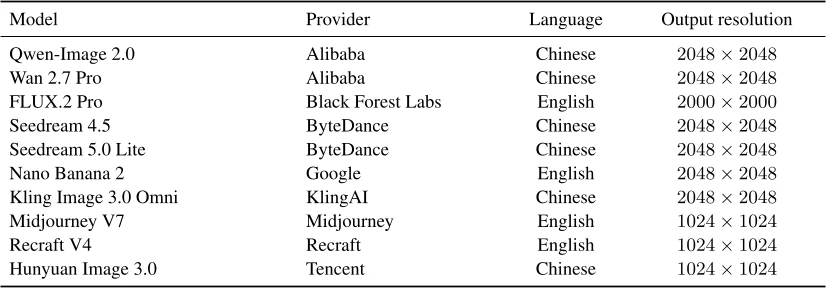 Model Provider Language Output resolution
Qwen-Image 2.0 Alibaba Chinese 2048 × 2048
Wan 2.7 Pro Alibaba Chinese 2048 × 2048
FLUX.2 Pro Black Forest Labs English 2000 × 2000
Seedream 4.5 ByteDance Chinese 2048 × 2048
Seedream 5.0 Lite ByteDance Chinese 2048 × 2048
Nano Banana 2 Google English 2048 × 2048
Kling Image 3.0 Omni KlingAI Chinese 2048 × 2048
Midjourney V7 Midjourney English 1024 × 1024
Recraft V4 Recraft English 1024 × 1024
Hunyuan Image 3.0 Tencent Chinese 1024 × 1024